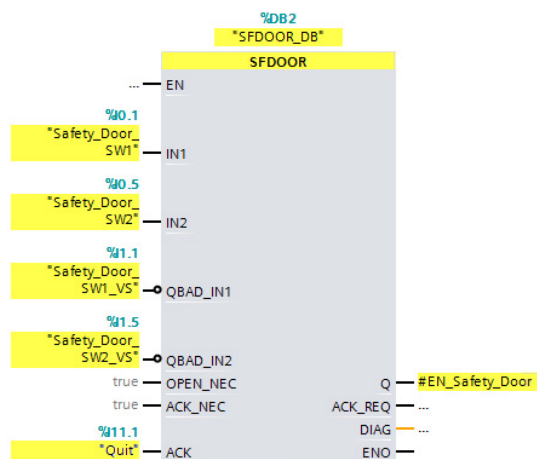 %DB2
"SFDOOR_DB"
SFDOOR
... EN
%I0.1
"Safety_Door_
SW1" IN1
%I0.5
"Safety_Door_
SW2" IN2
%I1.1
"Safety_Door_
SW1_VS" QBAD_IN1
%I1.5
"Safety_Door_
SW2_VS" QBAD_IN2
true OPEN_NEC Q #EN_Safety_Door
true ACK_NEC ACK_REQ ...
DIAG ...
%I11.1
"Quit" ACK ENO